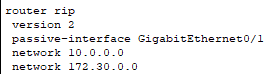 router rip
version 2
passive-interface GigabitEthernet0/1
network 10.0.0.0
network 172.30.0.0